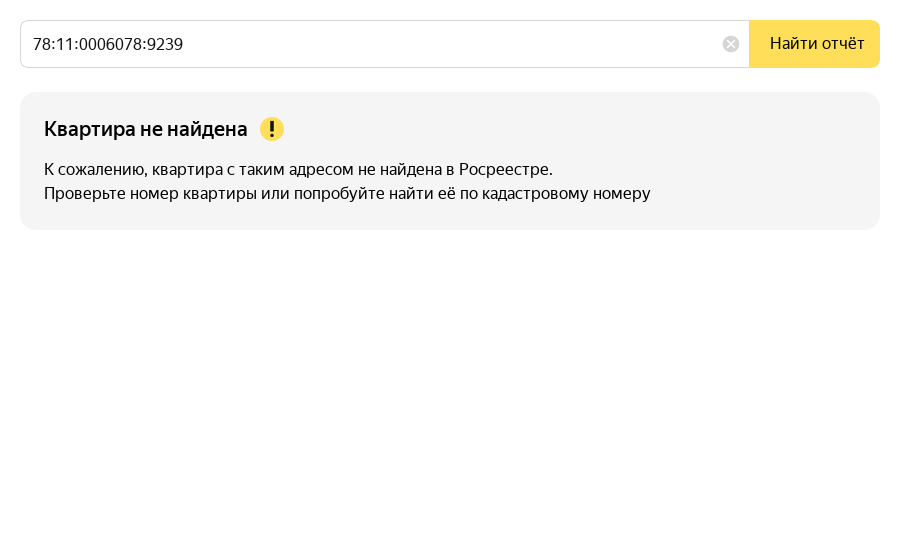 78:11:0006078:9239
Найти отчёт
Квартира не найдена
К сожалению, квартира с таким адресом не найдена в Росреестре.
Проверьте номер квартиры или попробуйте найти её по кадастровому номеру